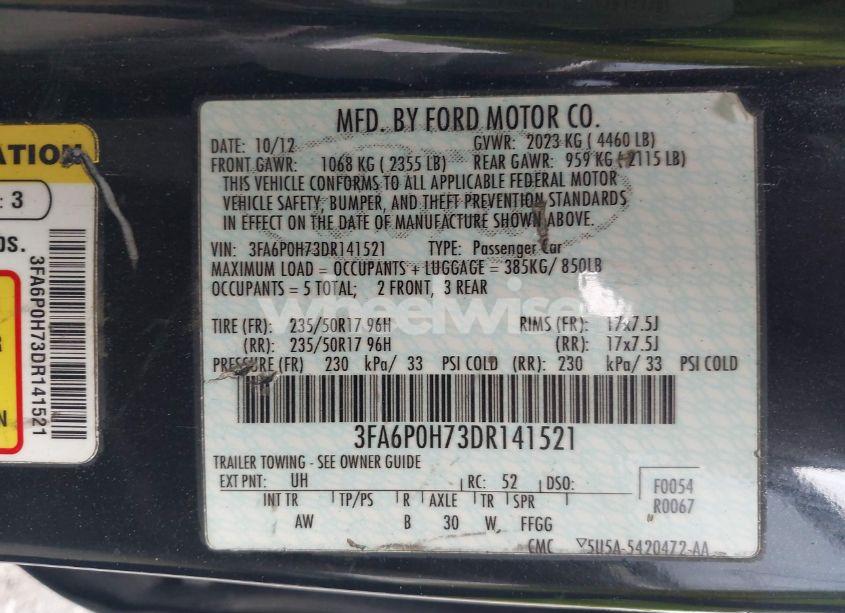 MFD. BY FORD MOTOR CO.
DATE: 10/12 GVWR: 2023 KG ( 4460 LB)
FRONT GAWR: 1068 KG ( 2355 LB) REAR GAWR: 959 KG ( 2115 LB)
THIS VEHICLE CONFORMS TO ALL APPLICABLE FEDERAL MOTOR
VEHICLE SAFETY, BUMPER, AND THEFT PREVENTION STANDARDS
IN EFFECT ON THE DATE OF MANUFACTURE SHOWN ABOVE.
VIN: 3FA6P0H73DR141521 TYPE: Passenger Car
MAXIMUM LOAD = OCCUPANTS + LUGGAGE = 385KG/ 850LB
OCCUPANTS = 5 TOTAL; 2 FRONT, 3 REAR
wheelwise
TIRE (FR): 235/50R17 96H RIMS (FR): 17x7.5J
(RR): 235/50R17 96H (RR): 17x7.5J
PRESSURE (FR) 230 kPa/ 33 PSI COLD (RR): 230 kPa/ 33 PSI COLD
3FA6P0H73DR141521
TRAILER TOWING - SEE OWNER GUIDE
EXT PNT: UH RC: 52 DSO:
INT TR TP/PS R AXLE TR SPR
AW B 30 W FFGG
F0054
R0067
CMC 5U5A-5420472-AA
ATION
: 3
DS.
3FA6P0H73DR141521
R
N